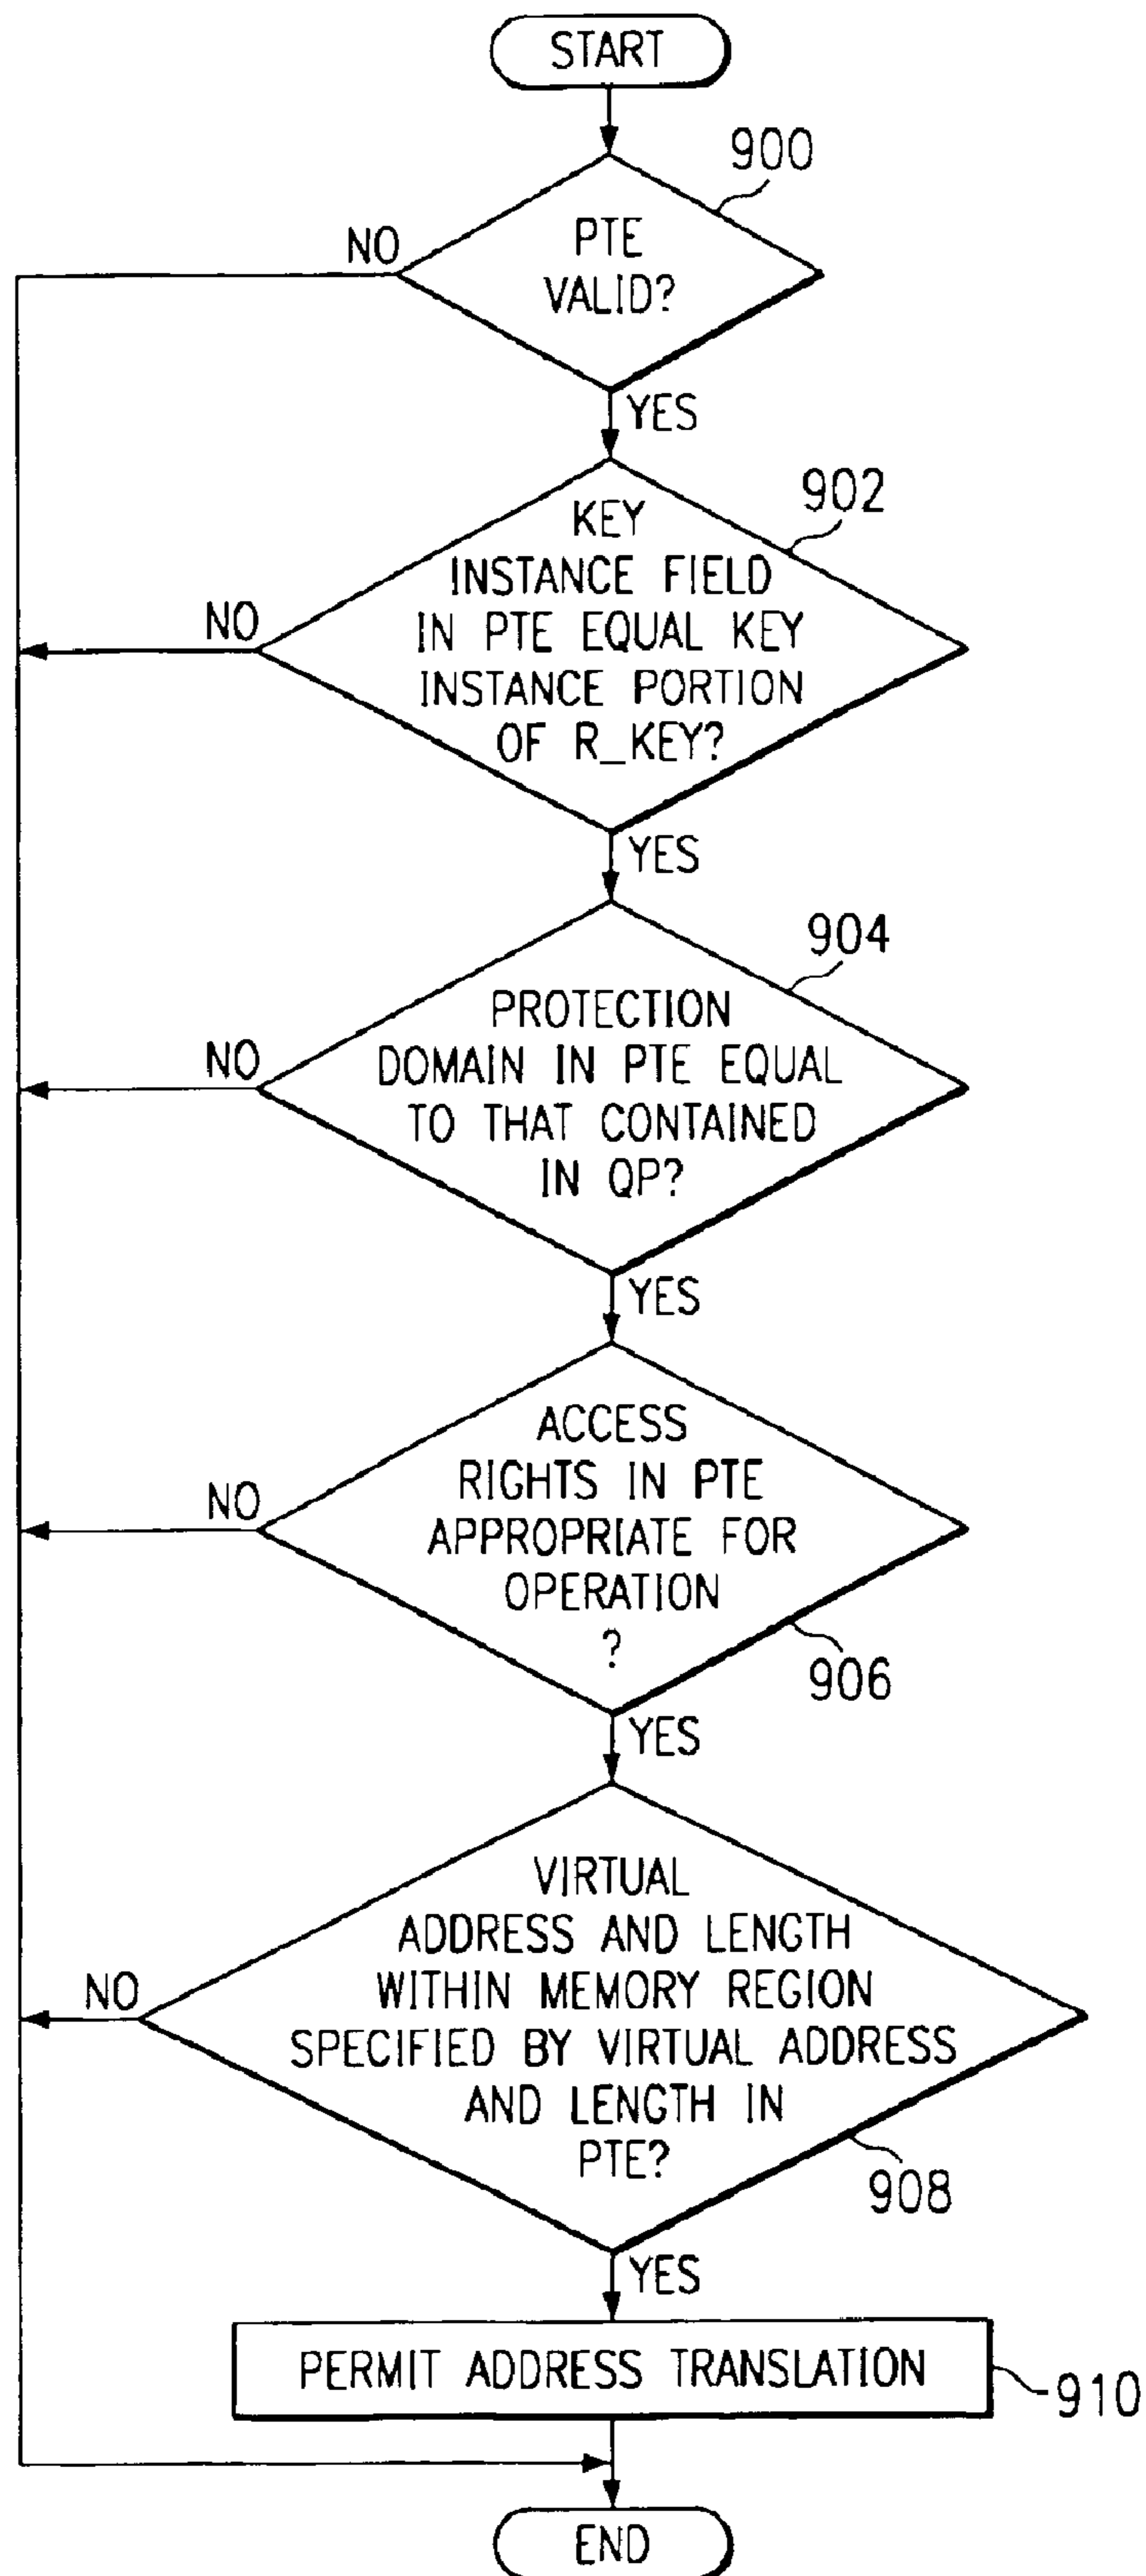 START
900
PTE
VALID?
NO
YES
902
KEY
INSTANCE FIELD
IN PTE EQUAL KEY
INSTANCE PORTION
OF R_KEY?
NO
YES
904
PROTECTION
DOMAIN IN PTE EQUAL
TO THAT CONTAINED
IN QP?
NO
YES
ACCESS
RIGHTS IN PTE
APPROPRIATE FOR
OPERATION
?
NO
906
YES
VIRTUAL
ADDRESS AND LENGTH
WITHIN MEMORY REGION
SPECIFIED BY VIRTUAL ADDRESS
AND LENGTH IN
PTE?
NO
908
YES
PERMIT ADDRESS TRANSLATION
910
END